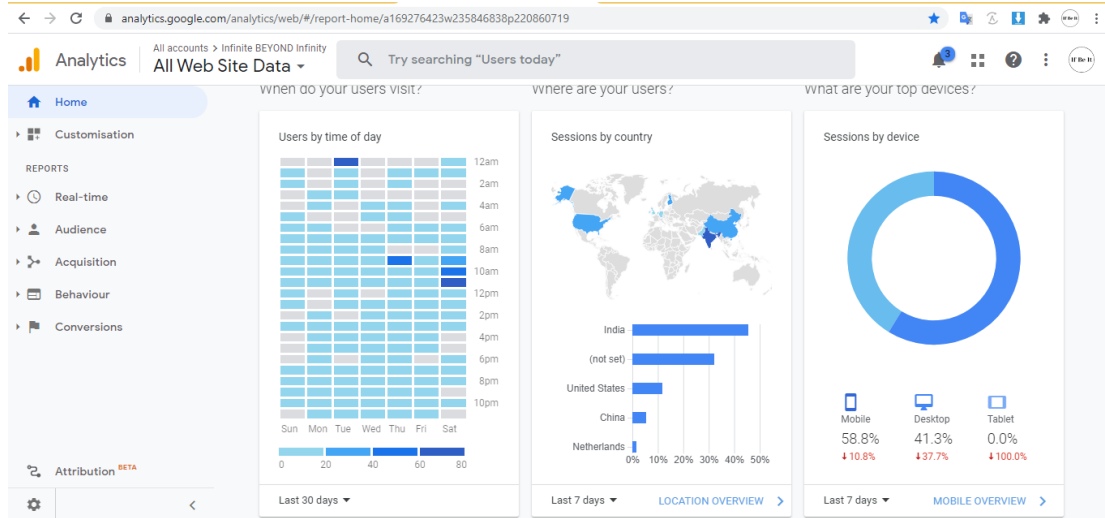 analytics.google.com/analytics/web/#/report-home/a169276423w235846838p220860719
If Be It
Analytics
All accounts > Infinite BEYOND Infinity
All Web Site Data
Try searching “Users today”
3
If Be It
Home
Customisation
REPORTS
Real-time
Audience
Acquisition
Behaviour
Conversions
Attribution BETA
When do your users visit?
Users by time of day
12am
2am
4am
6am
8am
10am
12pm
2pm
4pm
6pm
8pm
10pm
Sun Mon Tue Wed Thu Fri Sat
0 20 40 60 80
Last 30 days
Where are your users?
Sessions by country
India
(not set)
United States
China
Netherlands
0% 10% 20% 30% 40% 50%
Last 7 days LOCATION OVERVIEW >
What are your top devices?
Sessions by device
Mobile Desktop Tablet
58.8% 41.3% 0.0%
↓10.8% ↓37.7% ↓100.0%
Last 7 days MOBILE OVERVIEW >